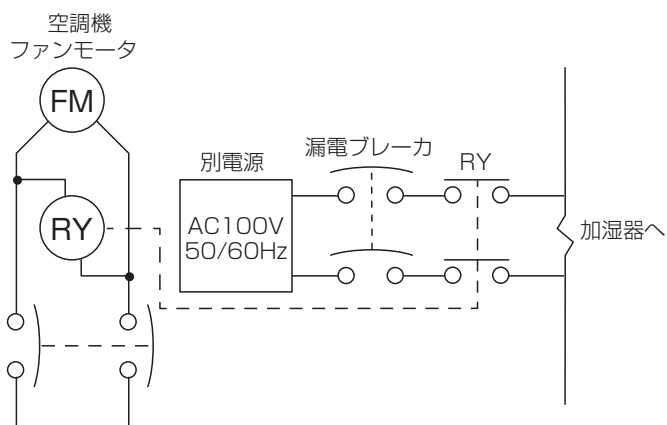 空調機
ファンモータ
FM
RY
別電源
AC100V
50/60Hz
漏電ブレーカ
RY
加湿器へ